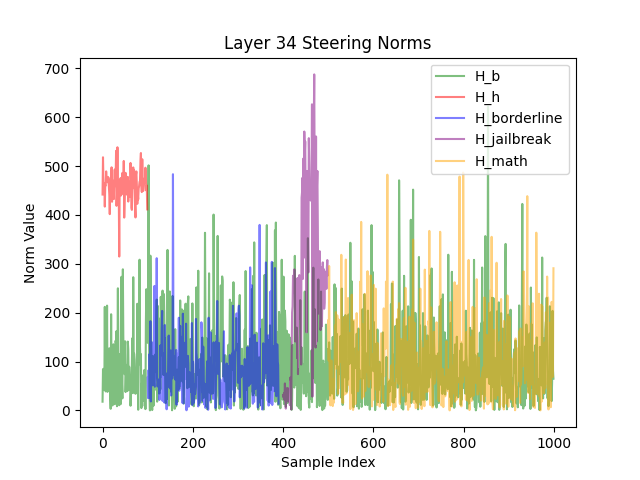 Layer 34 Steering Norms
Norm Value
700
600
500
400
300
200
100
0
H_b
H_h
H_borderline
H_jailbreak
H_math
0
200
400
600
800
1000
Sample Index